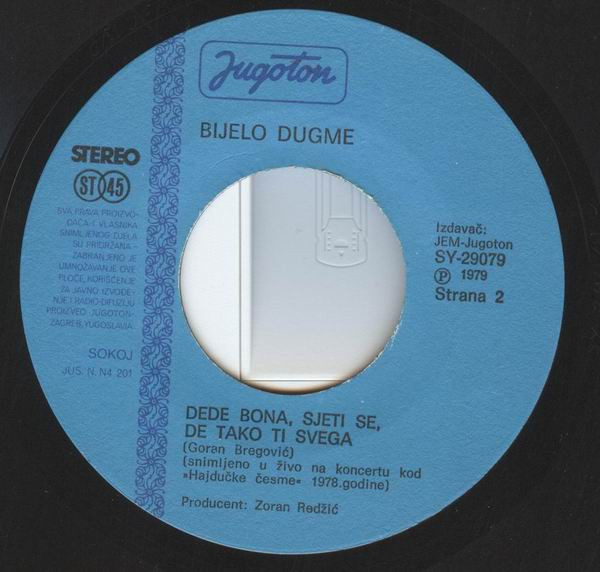 Jugoton
BIJELO DUGME
STEREO
ST 45
SVA PRAVA PROIZVO-
ĐAČA I VLASNIKA
SNIMLJENOG DJELA
SU PRIDRŽANA –
ZABRANJENO JE
UMNOŽAVANJE OVE
PLOČE, KORIŠĆENJE
ZA JAVNO IZVOĐE-
NJE I RADIO-DIFUZIJU
PROIZVEO JUGOTON-
ZAGREB, YUGOSLAVIA
SOKOJ
JUS. N. N4 201
Izdavač:
JEM-Jugoton
SY-29079
Ⓟ 1979
Strana 2
DEDE BONA, SJETI SE,
DE TAKO TI SVEGA
(Goran Bregović)
(snimljeno u živo na koncertu kod
»Hajdučke česme« 1978.godine)
Producent: Zoran Redžić